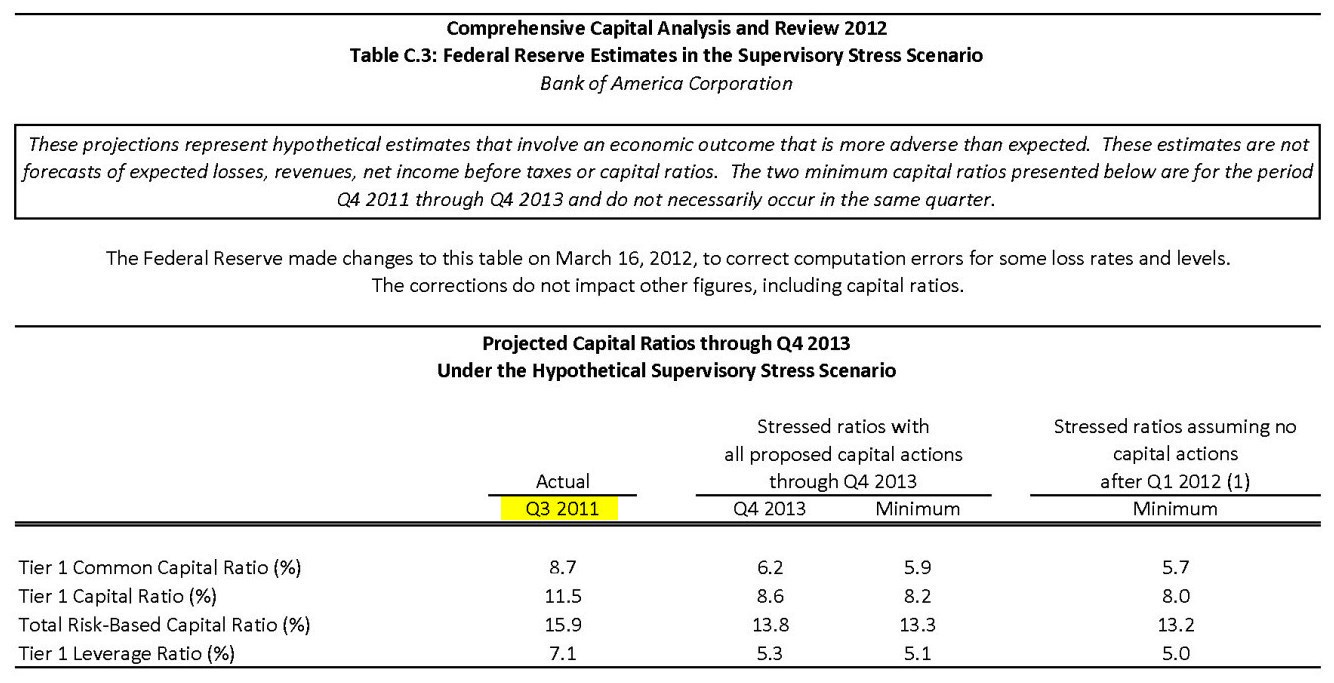 Comprehensive Capital Analysis and Review 2012
Table C.3: Federal Reserve Estimates in the Supervisory Stress Scenario
Bank of America Corporation
These projections represent hypothetical estimates that involve an economic outcome that is more adverse than expected. These estimates are not
forecasts of expected losses, revenues, net income before taxes or capital ratios. The two minimum capital ratios presented below are for the period
Q4 2011 through Q4 2013 and do not necessarily occur in the same quarter.
The Federal Reserve made changes to this table on March 16, 2012, to correct computation errors for some loss rates and levels.
The corrections do not impact other figures, including capital ratios.
Projected Capital Ratios through Q4 2013
Under the Hypothetical Supervisory Stress Scenario
Stressed ratios with Stressed ratios assuming no
all proposed capital actions capital actions
Actual through Q4 2013 after Q1 2012 (1)
Q3 2011 Q4 2013 Minimum Minimum
Tier 1 Common Capital Ratio (%) 8.7 6.2 5.9 5.7
Tier 1 Capital Ratio (%) 11.5 8.6 8.2 8.0
Total Risk-Based Capital Ratio (%) 15.9 13.8 13.3 13.2
Tier 1 Leverage Ratio (%) 7.1 5.3 5.1 5.0